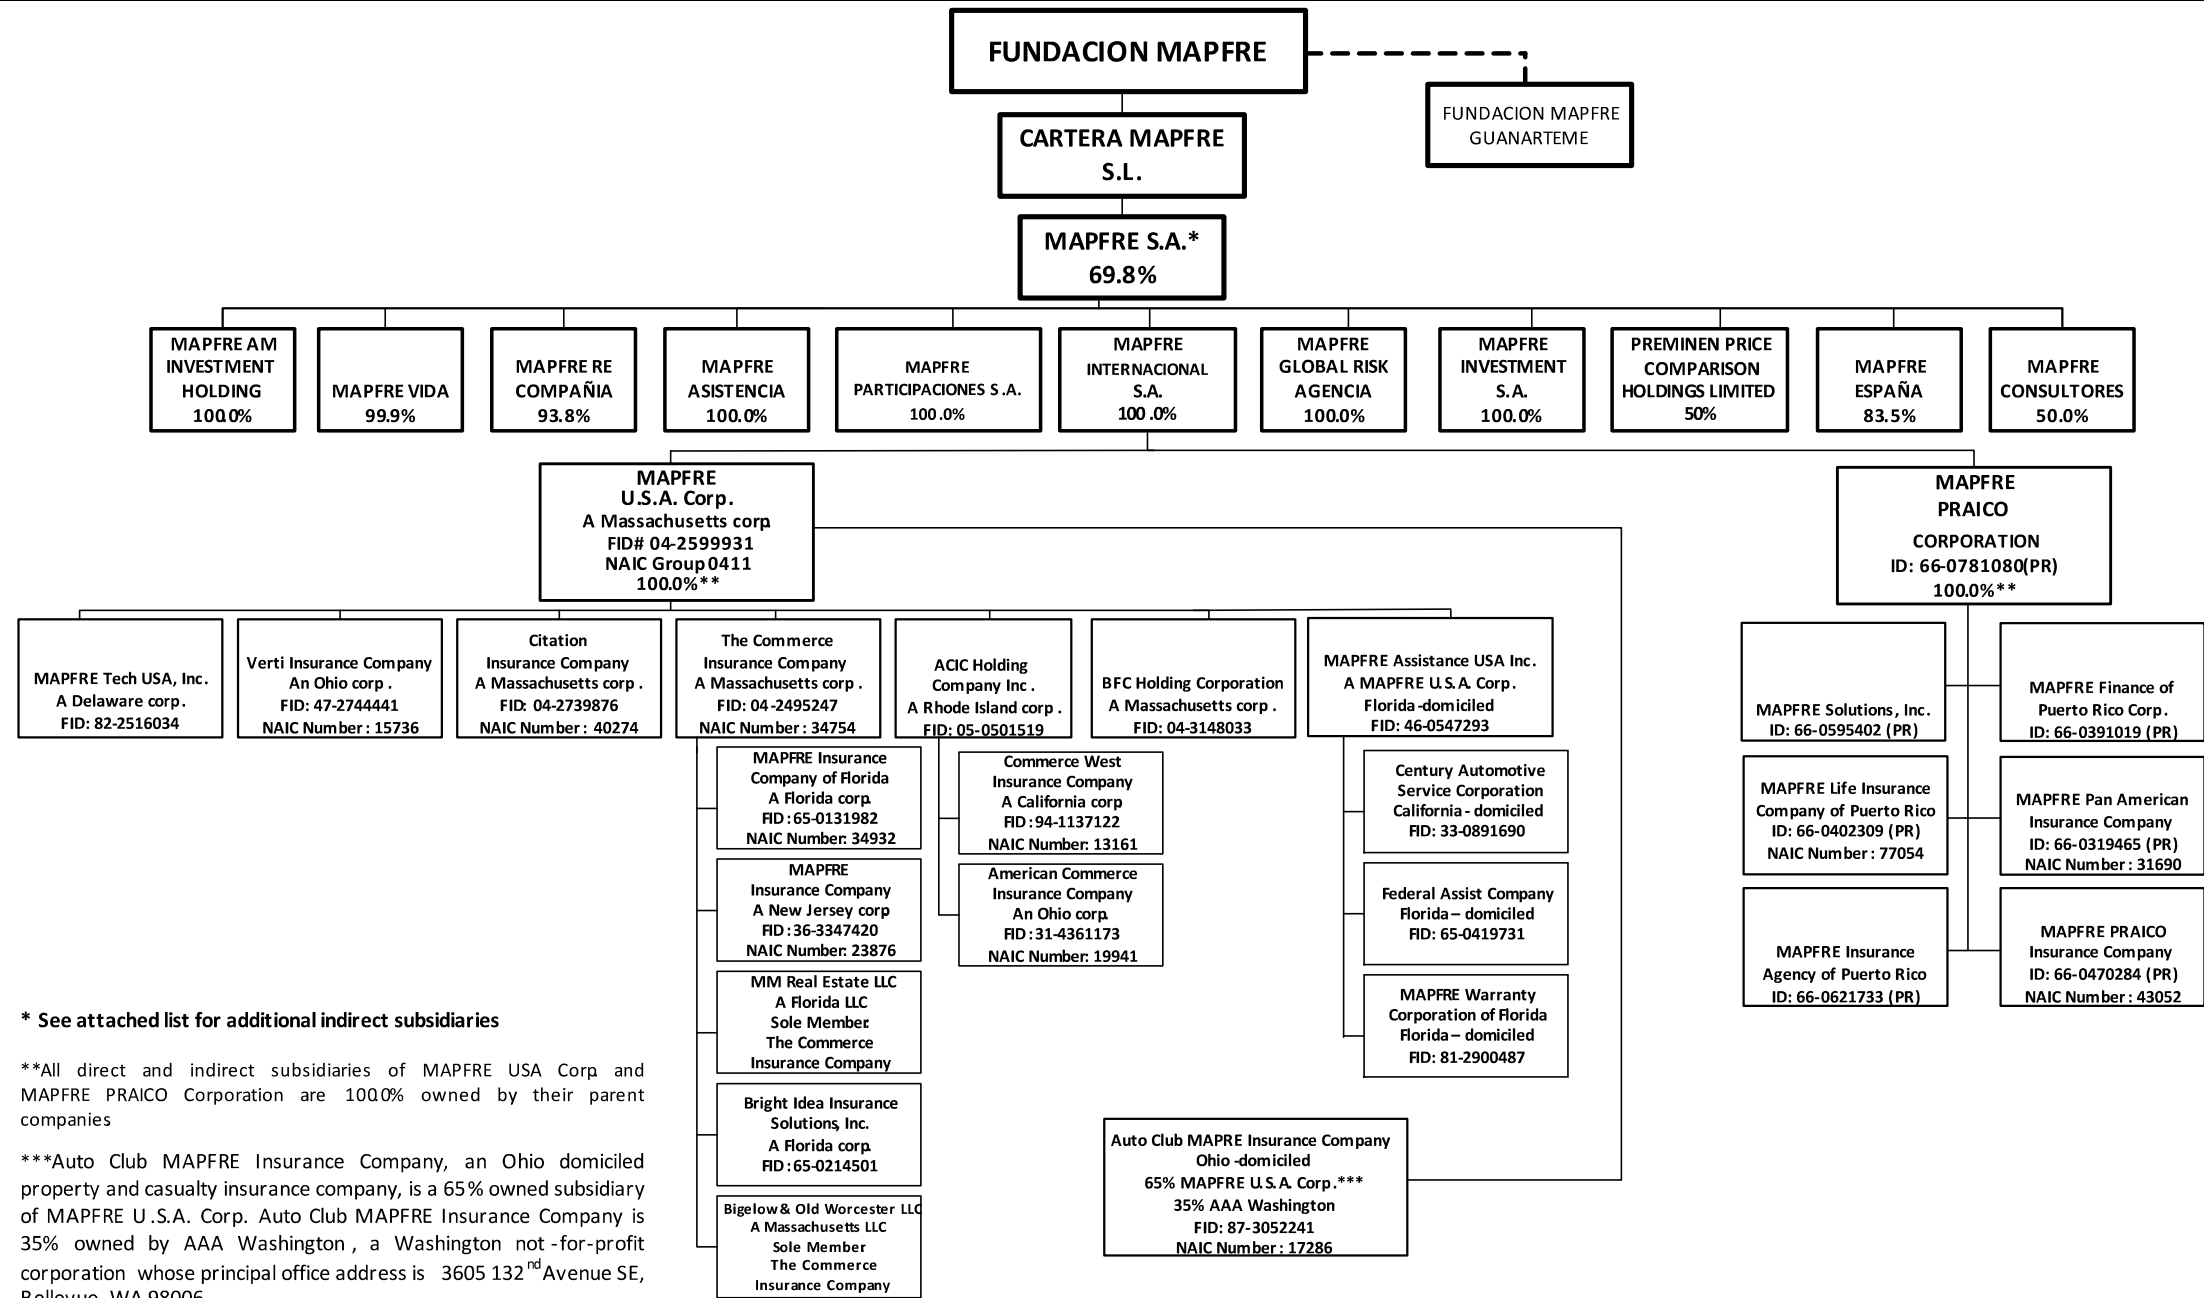 FUNDACION MAPFRE
FUNDACION MAPFRE
GUANARTEME
CARTERA MAPFRE
S.L.
MAPFRE S.A.*
69.8%
MAPFRE AM
INVESTMENT
HOLDING
100.0%
MAPFRE VIDA
99.9%
MAPFRE RE
COMPAÑIA
93.8%
MAPFRE
ASISTENCIA
100.0%
MAPFRE
PARTICIPACIONES S.A.
100.0%
MAPFRE
INTERNACIONAL
S.A.
100.0%
MAPFRE
GLOBAL RISK
AGENCIA
100.0%
MAPFRE
INVESTMENT
S.A.
100.0%
PREMINEN PRICE
COMPARISON
HOLDINGS LIMITED
50%
MAPFRE
ESPAÑA
83.5%
MAPFRE
CONSULTORES
50.0%
MAPFRE
U.S.A. Corp.
A Massachusetts corp.
FID# 04-2599931
NAIC Group 0411
100.0%**
MAPFRE
PRAICO
CORPORATION
ID: 66-0781080(PR)
100.0%**
MAPFRE Tech USA, Inc.
A Delaware corp.
FID: 82-2516034
Verti Insurance Company
An Ohio corp.
FID: 47-2744441
NAIC Number: 15736
Citation
Insurance Company
A Massachusetts corp.
FID: 04-2739876
NAIC Number: 40274
The Commerce
Insurance Company
A Massachusetts corp.
FID: 04-2495247
NAIC Number: 34754
ACIC Holding
Company Inc.
A Rhode Island corp.
FID: 05-0501519
BFC Holding Corporation
A Massachusetts corp.
FID: 04-3148033
MAPFRE Assistance USA Inc.
A MAPFRE U.S.A. Corp.
Florida-domiciled
FID: 46-0547293
MAPFRE Solutions, Inc.
ID: 66-0595402 (PR)
MAPFRE Finance of
Puerto Rico Corp.
ID: 66-0391019 (PR)
MAPFRE Insurance
Company of Florida
A Florida corp.
FID: 65-0131982
NAIC Number: 34932
MAPFRE
Insurance Company
A New Jersey corp
FID: 36-3347420
NAIC Number: 23876
MM Real Estate LLC
A Florida LLC
Sole Member:
The Commerce
Insurance Company
Bright Idea Insurance
Solutions, Inc.
A Florida corp.
FID: 65-0214501
Bigelow & Old Worcester LLC
A Massachusetts LLC
Sole Member
The Commerce
Insurance Company
Commerce West
Insurance Company
A California corp
FID: 94-1137122
NAIC Number: 13161
American Commerce
Insurance Company
An Ohio corp.
FID: 31-4361173
NAIC Number: 19941
Century Automotive
Service Corporation
California - domiciled
FID: 33-0891690
Federal Assist Company
Florida – domiciled
FID: 65-0419731
MAPFRE Warranty
Corporation of Florida
Florida – domiciled
FID: 81-2900487
MAPFRE Life Insurance
Company of Puerto Rico
ID: 66-0402309 (PR)
NAIC Number: 77054
MAPFRE Pan American
Insurance Company
ID: 66-0319465 (PR)
NAIC Number: 31690
MAPFRE Insurance
Agency of Puerto Rico
ID: 66-0621733 (PR)
MAPFRE PRAICO
Insurance Company
ID: 66-0470284 (PR)
NAIC Number: 43052
Auto Club MAPRE Insurance Company
Ohio -domiciled
65% MAPFRE U.S.A. Corp.***
35% AAA Washington
FID: 87-3052241
NAIC Number: 17286
* See attached list for additional indirect subsidiaries
**All direct and indirect subsidiaries of MAPFRE USA Corp. and
MAPFRE PRAICO Corporation are 100.0% owned by their parent
companies
***Auto Club MAPFRE Insurance Company, an Ohio domiciled
property and casualty insurance company, is a 65% owned subsidiary
of MAPFRE U.S.A. Corp. Auto Club MAPFRE Insurance Company is
35% owned by AAA Washington, a Washington not-for-profit
corporation whose principal office address is 3605 132nd Avenue SE,
Bellevue, WA 98006